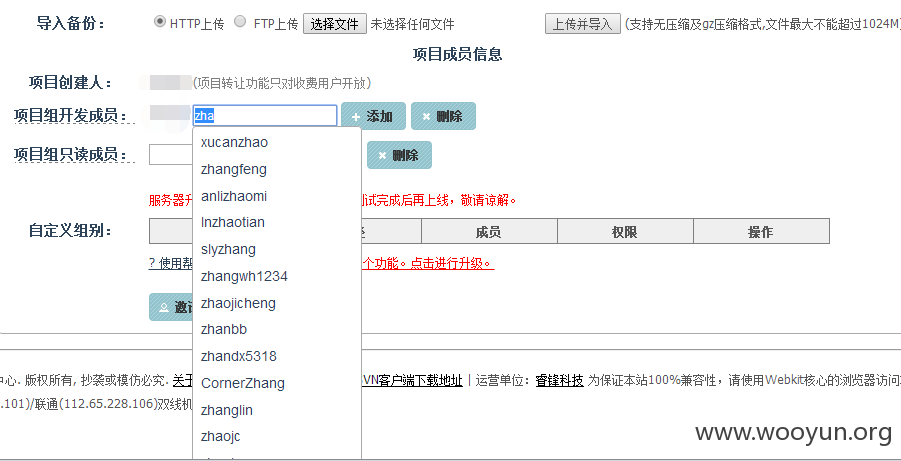 导入备份： HTTP上传 FTP上传 选择文件 未选择任何文件 上传并导入 (支持无压缩及gz压缩格式,文件最大不能超过1024M
项目成员信息
项目创建人： (项目转让功能只对收费用户开放)
项目组开发成员： zha 添加 删除
xucanzhao
项目组只读成员： 删除
zhangfeng
anlizhaomi
服务器升 试完成后再上线，敬请谅解。
lnzhaotian
自定义组别： 成员 权限 操作
slyzhang
? 使用帮 个功能。点击进行升级。
zhangwh1234
zhaojicheng
邀请
zhanbb
zhandx5318
中心. 版权所有, 抄袭或模仿必究. 关于 VN客户端下载地址 | 运营单位：睿锋科技 为保证本站100%兼容性，请使用Webkit核心的浏览器访问
CornerZhang
.101)/联通(112.65.228.106)双线机
zhanglin
zhaojc
www.wooyun.org